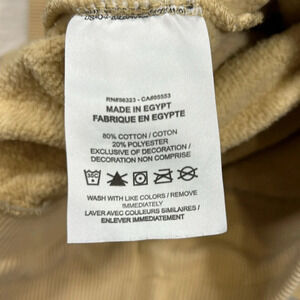 RN#56323 - CA#05553
MADE IN EGYPT
FABRIQUE EN EGYPTE
80% COTTON / COTON
20% POLYESTER
EXCLUSIVE OF DECORATION /
DECORATION NON COMPRISE
WASH WITH LIKE COLORS / REMOVE
IMMEDIATELY
LAVER AVEC COULEURS SIMILAIRES /
ENLEVER IMMEDIATEMENT